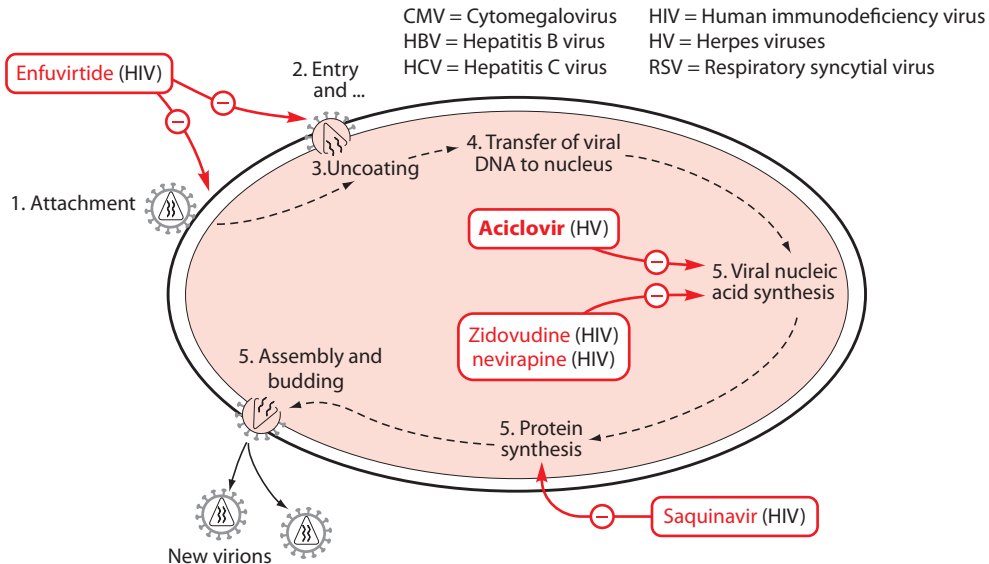 CMV = Cytomegalovirus
HBV = Hepatitis B virus
HCV = Hepatitis C virus
HIV = Human immunodeficiency virus
HV = Herpes viruses
RSV = Respiratory syncytial virus
Enfuvirtide (HIV)
2. Entry
and ...
3.Uncoating
4. Transfer of viral
DNA to nucleus
1. Attachment
Aciclovir (HV)
5. Viral nucleic
acid synthesis
Zidovudine (HIV)
nevirapine (HIV)
5. Assembly and
budding
5. Protein
synthesis
Saquinavir (HIV)
New virions